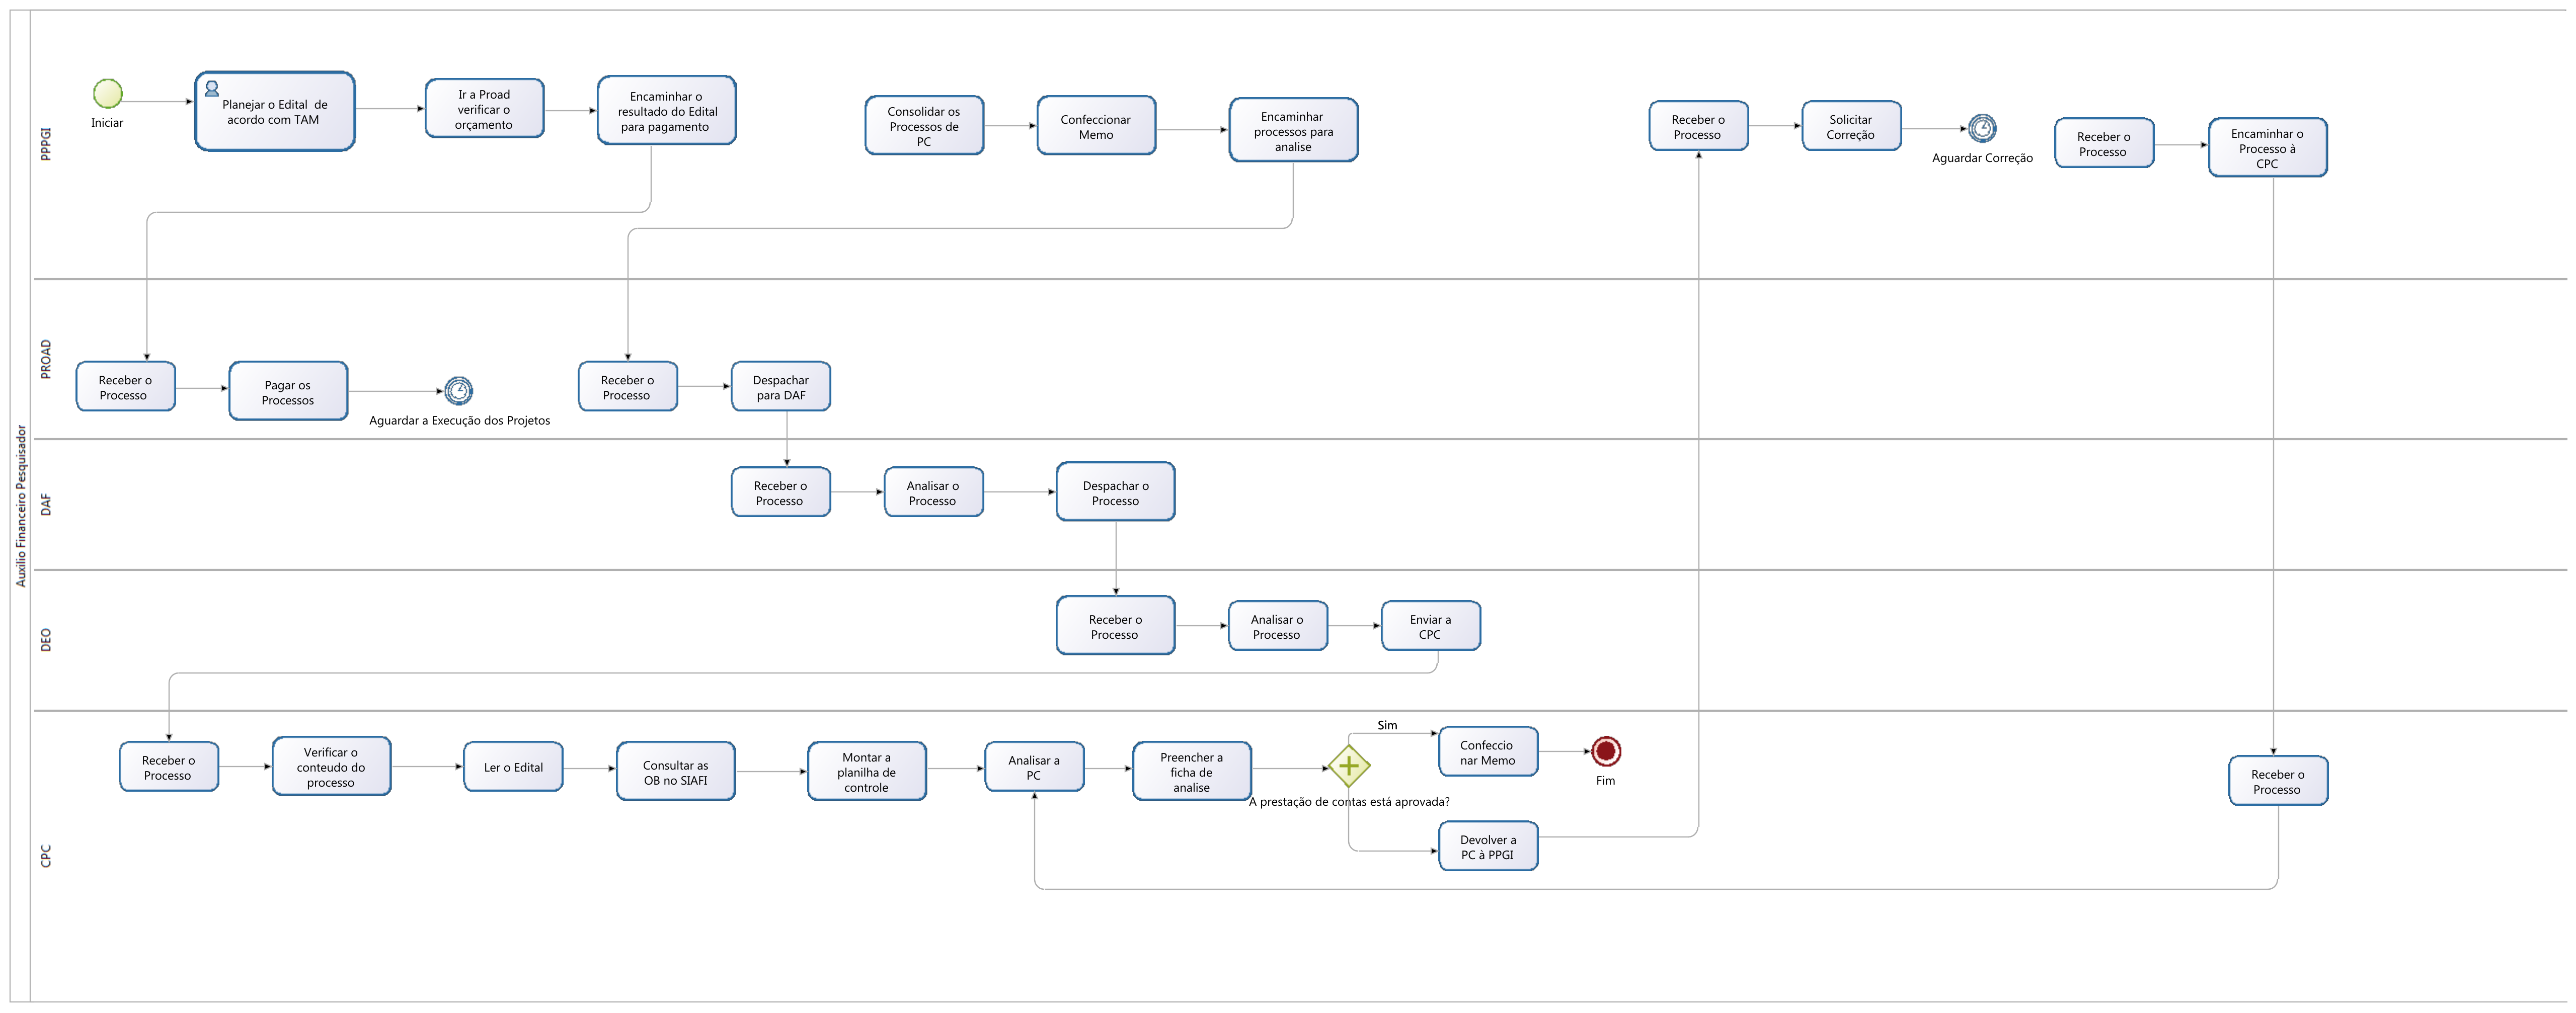 Auxilio Financeiro Pesquisador
PPPGI
Iniciar
Planejar o Edital de
acordo com TAM
Ir a Proad
verificar o
orçamento
Encaminhar o
resultado do Edital
para pagamento
Consolidar os
Processos de
PC
Confeccionar
Memo
Encaminhar
processos para
analise
Receber o
Processo
Solicitar
Correção
Aguardar Correção
Receber o
Processo
Encaminhar o
Processo à
CPC
PROAD
Receber o
Processo
Pagar os
Processos
Aguardar a Execução dos Projetos
Receber o
Processo
Despachar
para DAF
DAF
Receber o
Processo
Analisar o
Processo
Despachar o
Processo
DEO
Receber o
Processo
Analisar o
Processo
Enviar a
CPC
CPC
Receber o
Processo
Verificar o
conteudo do
processo
Ler o Edital
Consultar as
OB no SIAFI
Montar a
planilha de
controle
Analisar a
PC
Preencher a
ficha de
analise
A prestação de contas está aprovada?
Sim
Confeccio
nar Memo
Fim
Devolver a
PC à PPGI
Receber o
Processo